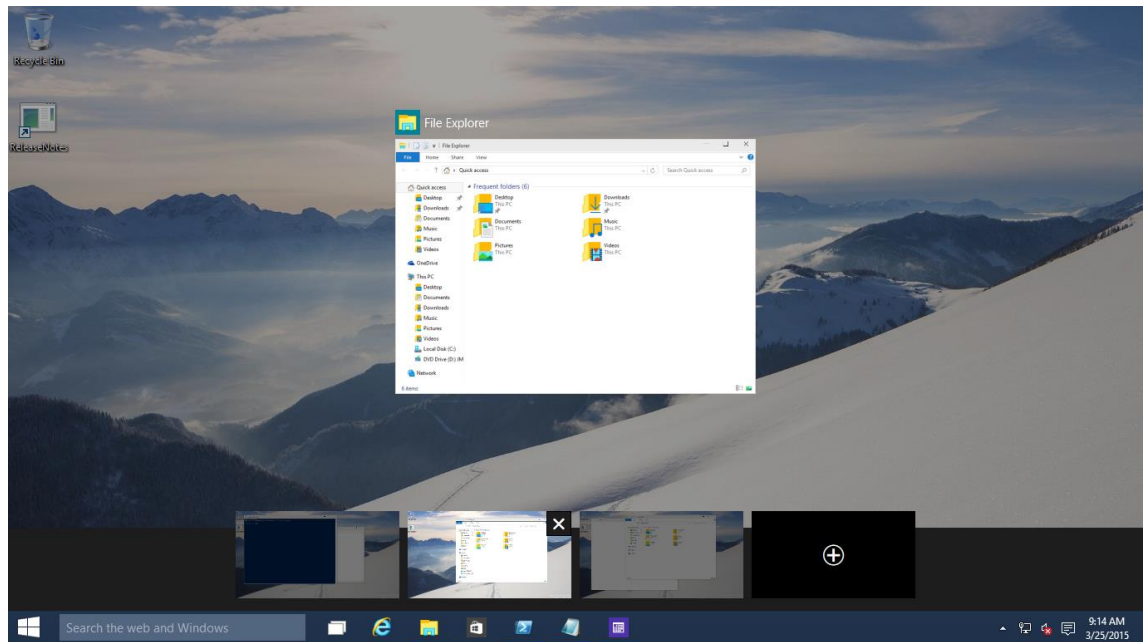 Recycle Bin
ReleaseNotes
File Explorer
File Explorer
File Home Share View
Quick access
Search Quick access
Quick access
Desktop
Downloads
Documents
Music
Pictures
Videos
OneDrive
This PC
Desktop
Documents
Downloads
Music
Pictures
Videos
Local Disk (C:)
DVD Drive (D:) IM
Network
Frequent folders (6)
Desktop
This PC
Downloads
This PC
Documents
This PC
Music
This PC
Pictures
This PC
Videos
This PC
6 items
Search the web and Windows
9:14 AM
3/25/2015